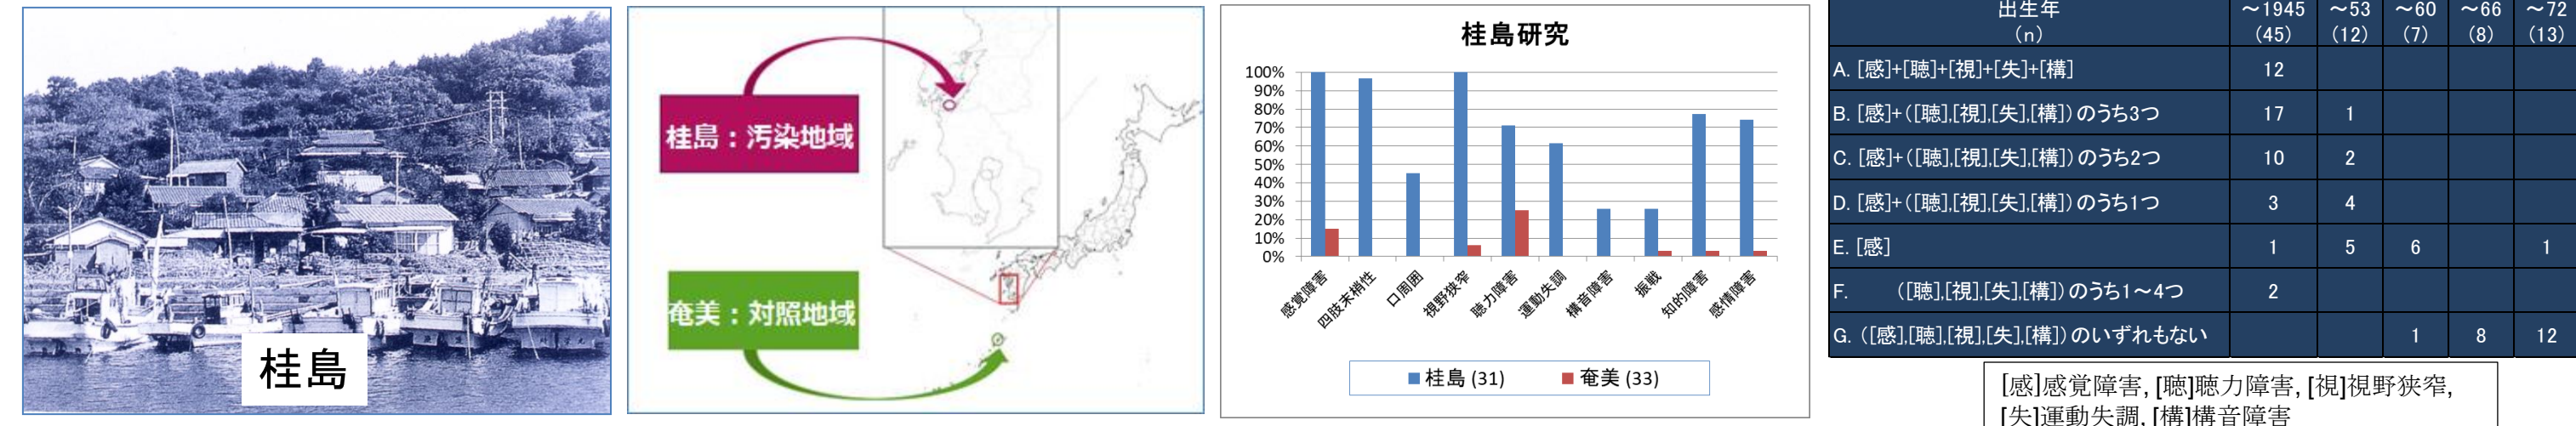 桂島
桂島：汚染地域
奄美：対照地域
桂島研究
100%
90%
80%
70%
60%
50%
40%
30%
20%
10%
0%
感覚障害
四肢末梢性
口周囲
視野狭窄
聴力障害
運動失調
構音障害
振戦
知的障害
感情障害
桂島 (31)
奄美 (33)
出生年 ～1945 ～53 ～60 ～66 ～72
(n) (45) (12) (7) (8) (13)
A. [感]+[聴]+[視]+[失]+[構] 12
B. [感]+([聴],[視],[失],[構])のうち3つ 17 1
C. [感]+([聴],[視],[失],[構])のうち2つ 10 2
D. [感]+([聴],[視],[失],[構])のうち1つ 3 4
E. [感] 1 5 6 1
F. ([聴],[視],[失],[構])のうち1～4つ 2
G. ([感],[聴],[視],[失],[構])のいずれもない 1 8 12
[感]感覚障害, [聴]聴力障害, [視]視野狭窄,
[失]運動失調, [構]構音障害